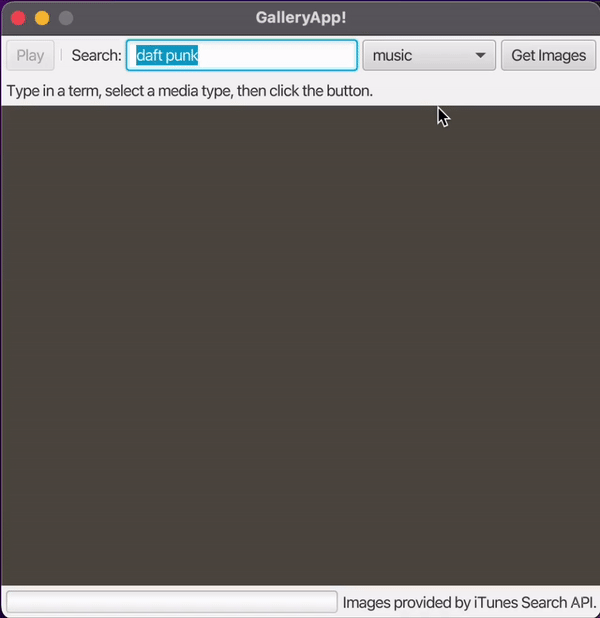 GalleryApp!
Play Search: daft punk music Get Images
Type in a term, select a media type, then click the button.
Images provided by iTunes Search API.